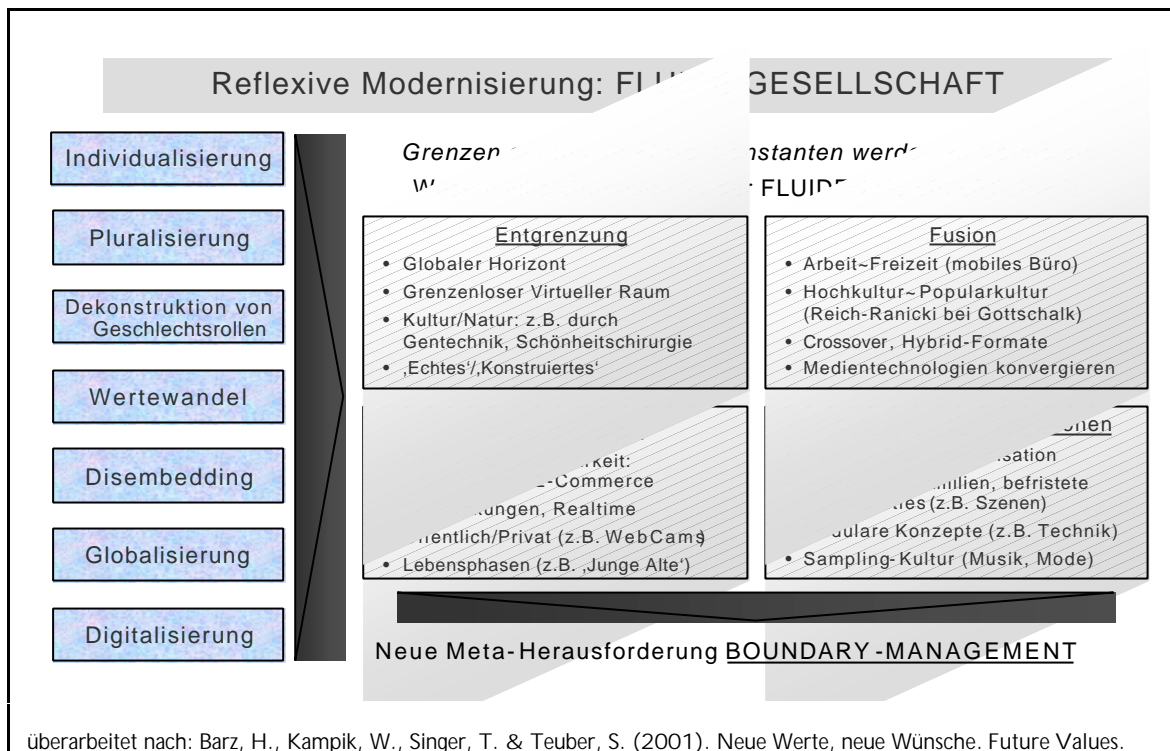 Reflexive Modernisierung: GESELLSCHAFT
Individualisierung
Pluralisierung
Dekonstruktion von
Geschlechtsrollen
Wertewandel
Disembedding
Globalisierung
Digitalisierung
Grenzen
FLUIDE
Entgrenzung
• Globaler Horizont
• Grenzenloser Virtueller Raum
• Kultur/Natur: z.B. durch
Gentechnik, Schönheitschirurgie
• ‚Echtes‘/‚Konstruiertes‘
Fusion
• Arbeit~Freizeit (mobiles Büro)
• Hochkultur~Popularkultur
(Reich-Ranicki bei Gottschalk)
• Crossover, Hybrid-Formate
• Medientechnologien konvergieren
E-Commerce
Realtime
(z.B. WebCams)
• Lebensphasen (z.B. ‚Junge Alte‘)
befristete
(z.B. Szenen)
Konzepte (z.B. Technik)
• Sampling-Kultur (Musik, Mode)
Neue Meta-Herausforderung BOUNDARY-MANAGEMENT
überarbeitet nach: Barz, H., Kampik, W., Singer, T. & Teuber, S. (2001). Neue Werte, neue Wünsche. Future Values.